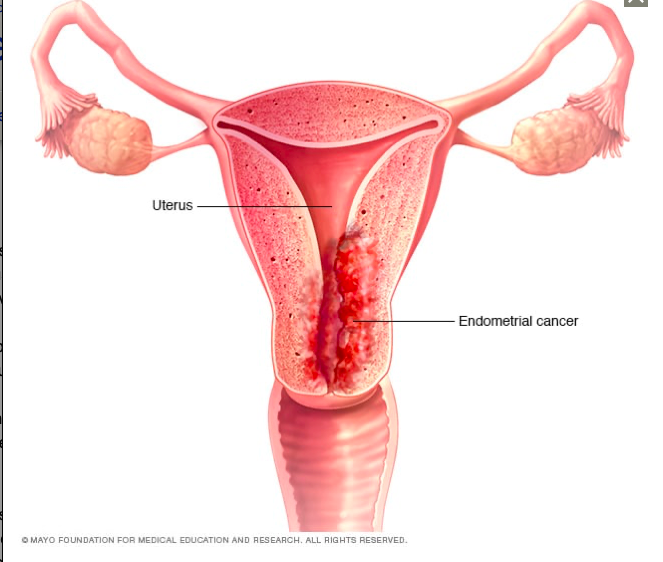 Uterus
Endometrial cancer
© MAYO FOUNDATION FOR MEDICAL EDUCATION AND RESEARCH. ALL RIGHTS RESERVED.